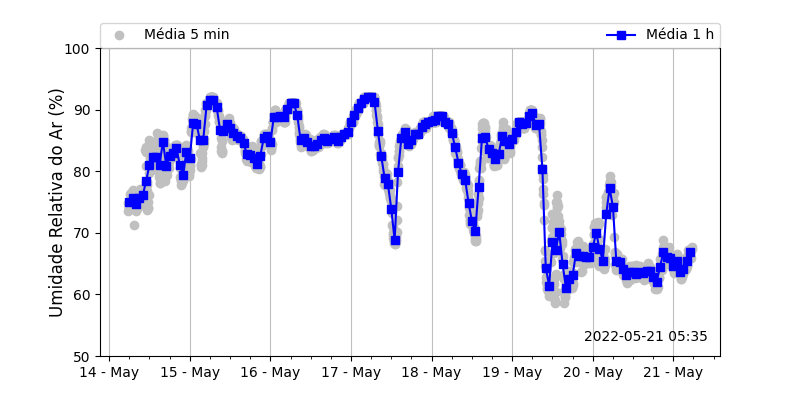 Média 5 min
Média 1 h
Umidade Relativa do Ar (%)
100
90
80
70
60
50
2022-05-21 05:35
14 - May
15 - May
16 - May
17 - May
18 - May
19 - May
20 - May
21 - May